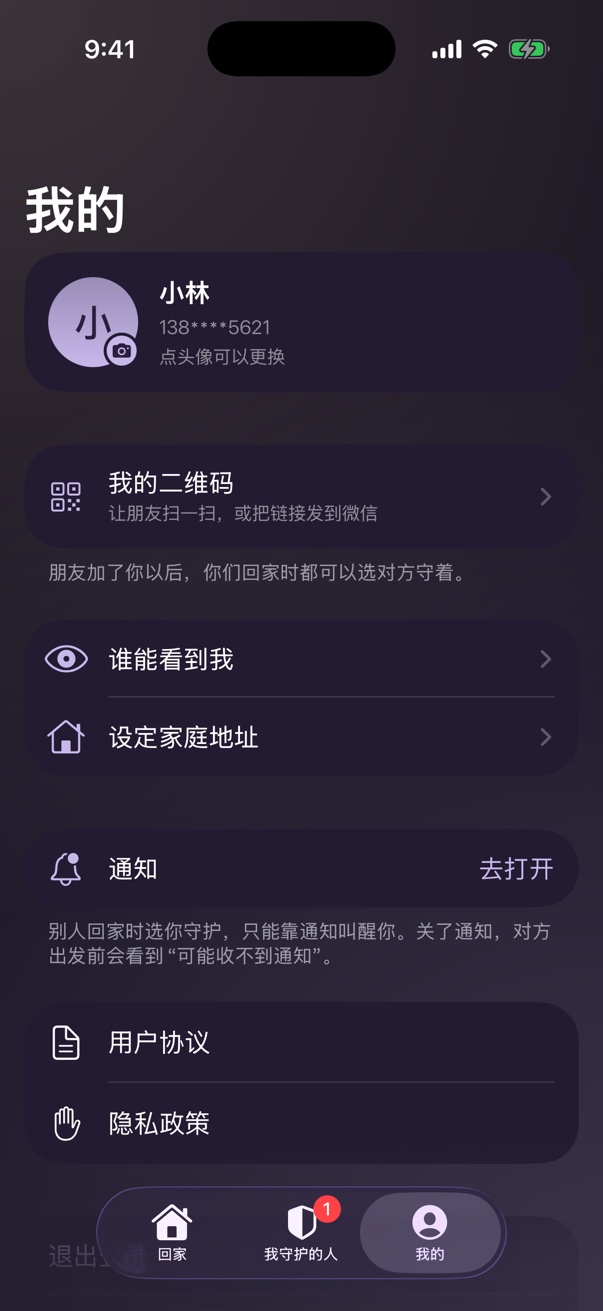 9:41
我的
小
小林
138****5621
点头像可以更换
我的二维码
让朋友扫一扫，或把链接发到微信
朋友加了你以后，你们回家时都可以选对方守着。
谁能看到我
设定家庭地址
通知
去打开
别人回家时选你守护，只能靠通知叫醒你。关了通知，对方
出发前会看到“可能收不到通知”。
用户协议
隐私政策
退出
1
回家
我守护的人
我的